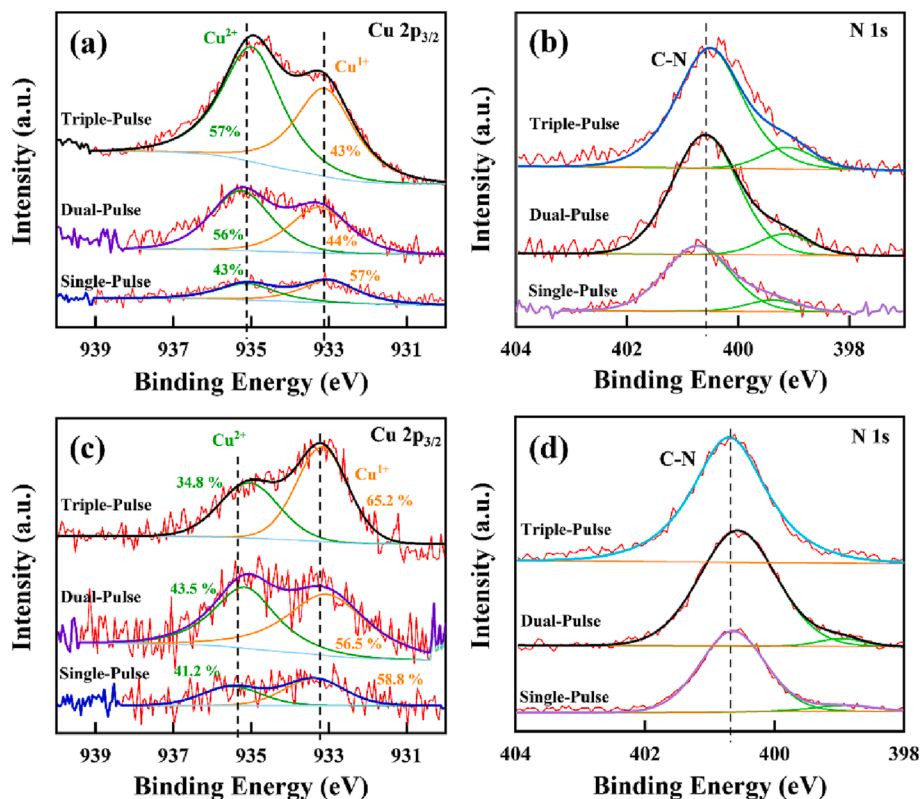 (a)
Cu 2p3/2
Cu2+
Cu1+
Triple-Pulse
57%
43%
Dual-Pulse
56%
44%
43%
57%
Single-Pulse
939 937 935 933 931
Binding Energy (eV)
Intensity (a.u.)
(b)
N 1s
C-N
Triple-Pulse
Dual-Pulse
Single-Pulse
404 402 400 398
Binding Energy (eV)
Intensity (a.u.)
(c)
Cu 2p3/2
Cu2+
Cu1+
34.8 %
65.2 %
Triple-Pulse
43.5 %
Dual-Pulse
56.5 %
41.2 %
58.8 %
Single-Pulse
939 937 935 933 931
Binding Energy (eV)
Intensity (a.u.)
(d)
N 1s
C-N
Triple-Pulse
Dual-Pulse
Single-Pulse
404 402 400 398
Binding Energy (eV)
Intensity (a.u.)